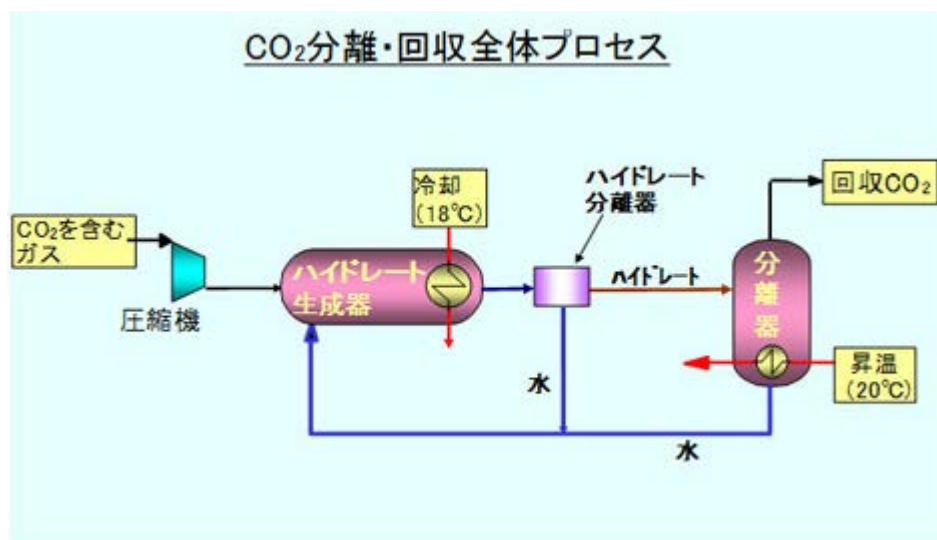 CO₂分離・回収全体プロセス
冷却
(18℃)
ハイドレート
分離器
回収CO₂
CO₂を含む
ガス
ハイドレート
生成器
ハイドレート
分離器
圧縮機
水
昇温
(20℃)
水